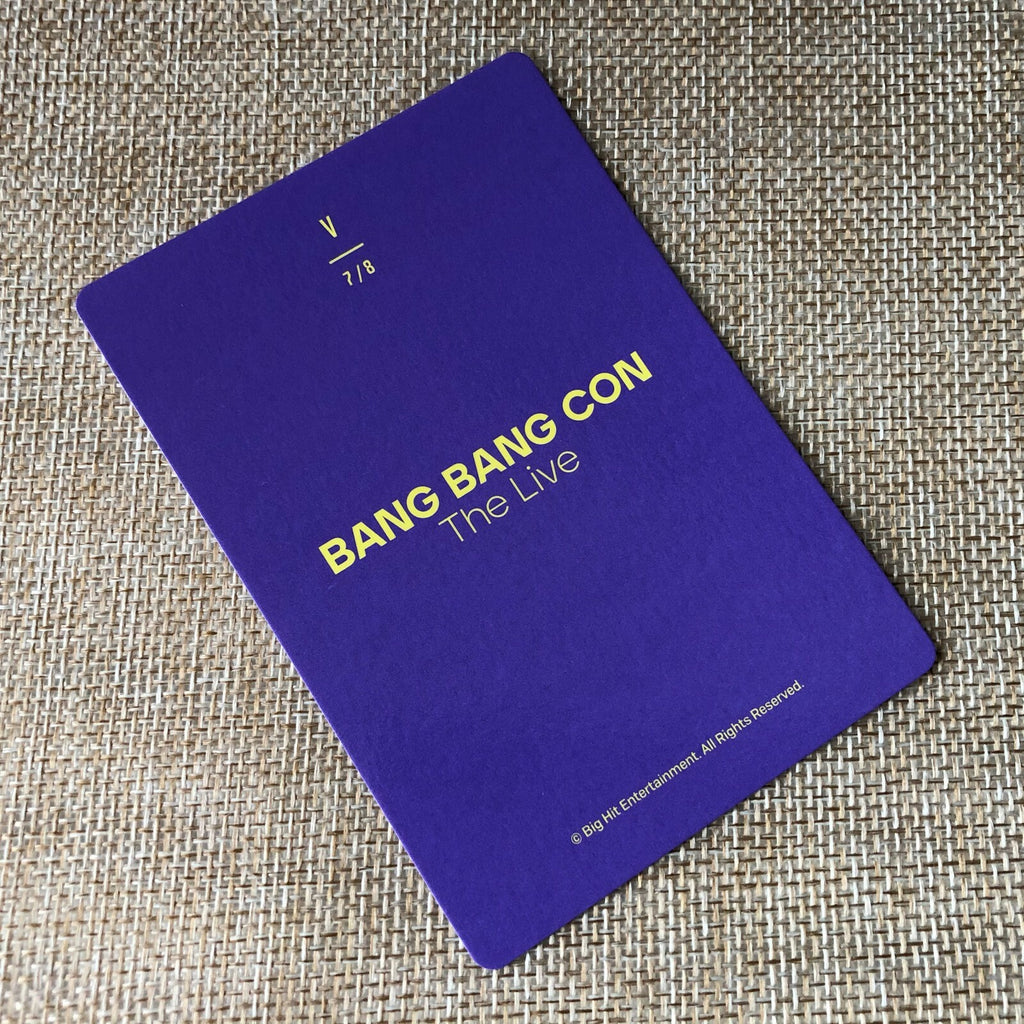 V
7/8
BANG BANG CON
The Live
© Big Hit Entertainment. All Rights Reserved.